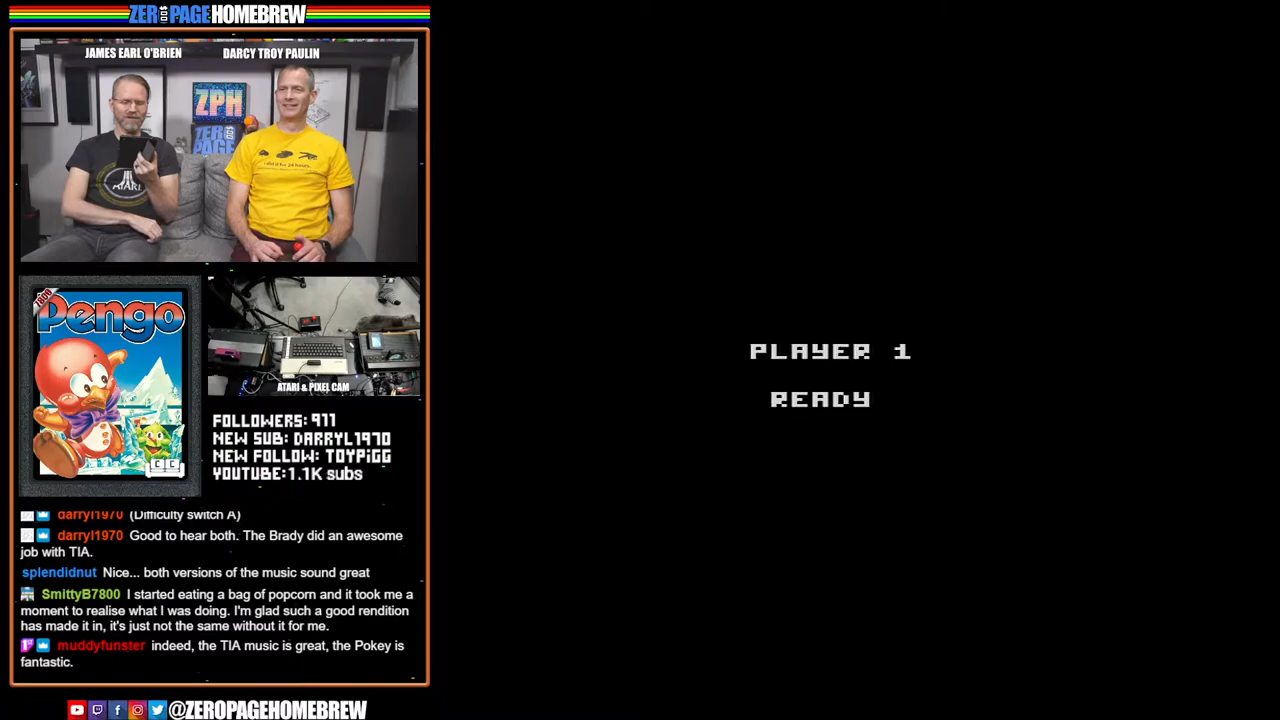 ZEROPAGEHOMEBREW
JAMES EARL O'BRIEN
DARCY TROY PAULIN
ZPH
ZERO
PAGE
ATARI
7800
Pengo
ATARI & PIXEL CAM
FOLLOWERS: 911
NEW SUB: DARRYL1970
NEW FOLLOW: TOYPIGG
YOUTUBE:1.1K subs
darryl1970 (Difficulty switch A)
darryl1970 Good to hear both. The Brady did an awesome
job with TIA.
splendidnut Nice... both versions of the music sound great
SmittyB7800 I started eating a bag of popcorn and it took me a
moment to realise what I was doing. I'm glad such a good rendition
has made it in, it's just not the same without it for me.
muddyfunster indeed, the TIA music is great, the Pokey is
fantastic.
@ZEROPAGEHOMEBREW
PLAYER 1
READY